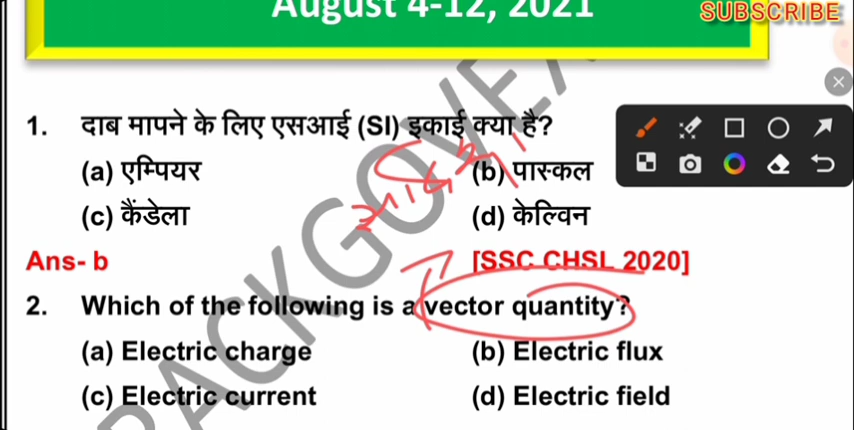 August 4-12, 2021
SUBSCRIBE
1. दाब मापने के लिए एसआई (SI) इकाई क्या है?
(a) एम्पियर (b) पास्कल
(c) कैंडेला (d) केल्विन
Ans- b [SSC CHSL 2020]
2. Which of the following is a vector quantity?
(a) Electric charge (b) Electric flux
(c) Electric current (d) Electric field